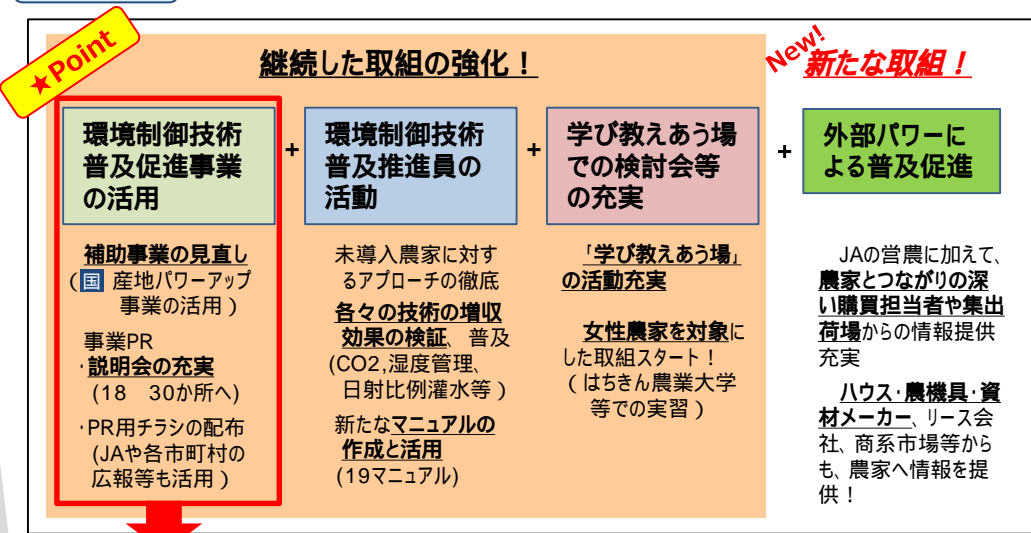 ★Point
継続した取組の強化！
New!
新たな取組！
環境制御技術
普及促進事業
の活用
+
環境制御技術
普及推進員の
活動
+
学び教えあう場
での検討会等
の充実
+
外部パワーに
よる普及促進
補助事業の見直し
(国 産地パワーアップ
事業の活用)
事業PR
・説明会の充実
(18 30か所へ)
・PR用チラシの配布
(JAや各市町村の
広報等も活用)
未導入農家に対す
るアプローチの徹底
各々の技術の増収
効果の検証、普及
(CO2,湿度管理、
日射比例灌水等)
新たなマニュアルの
作成と活用
(19マニュアル)
「学び教えあう場」
の活動充実
女性農家を対象に
した取組スタート！
(はちきん農業大学
等での実習)
JAの営農に加えて、
農家とつながりの深
い購買担当者や集出
荷場からの情報提供
充実
ハウス・農機具・資
材メーカー、リース会
社、商系市場等から
も、農家へ情報を提
供！